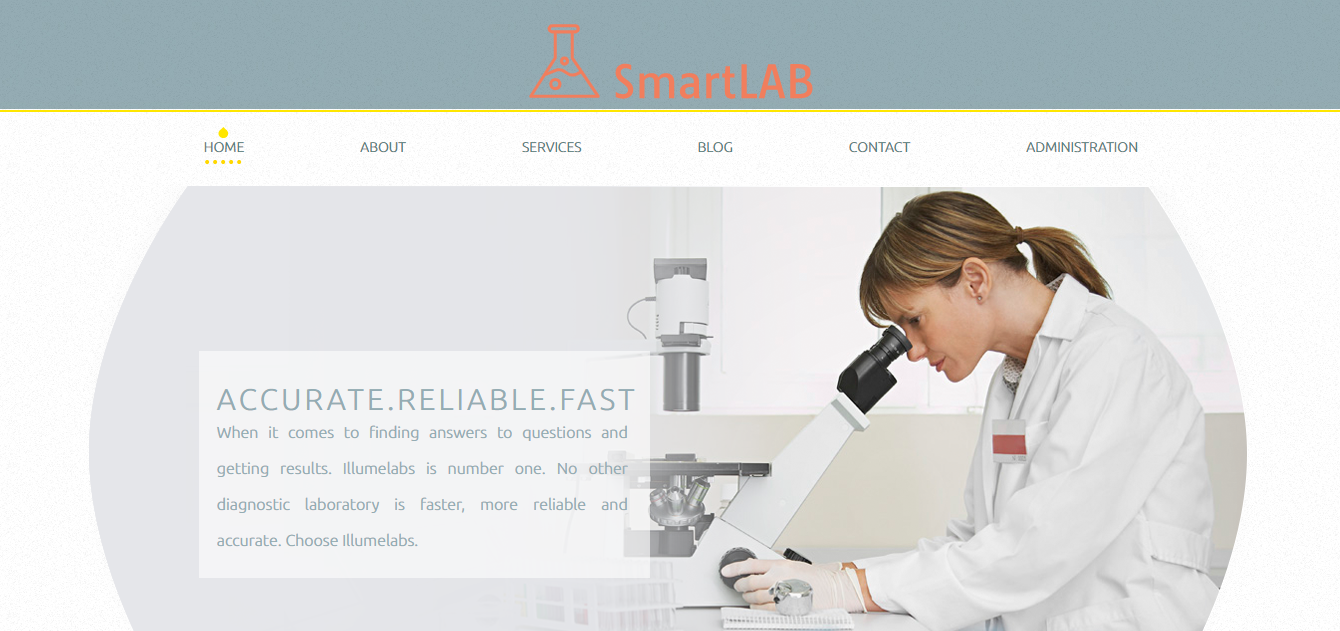 SmartLAB
HOME ABOUT SERVICES BLOG CONTACT ADMINISTRATION
ACCURATE.RELIABLE.FAST
When it comes to finding answers to questions and
getting results. Illumelabs is number one. No other
diagnostic laboratory is faster, more reliable and
accurate. Choose Illumelabs.